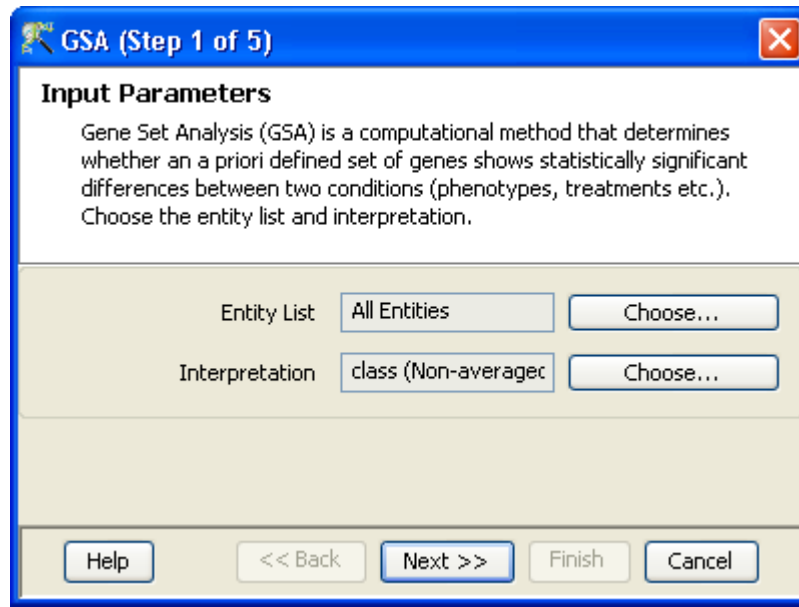 GSA (Step 1 of 5)
Input Parameters
Gene Set Analysis (GSA) is a computational method that determines
whether an a priori defined set of genes shows statistically significant
differences between two conditions (phenotypes, treatments etc.).
Choose the entity list and interpretation.
Entity List All Entities Choose...
Interpretation class (Non-averaged Choose...
Help << Back Next >> Finish Cancel